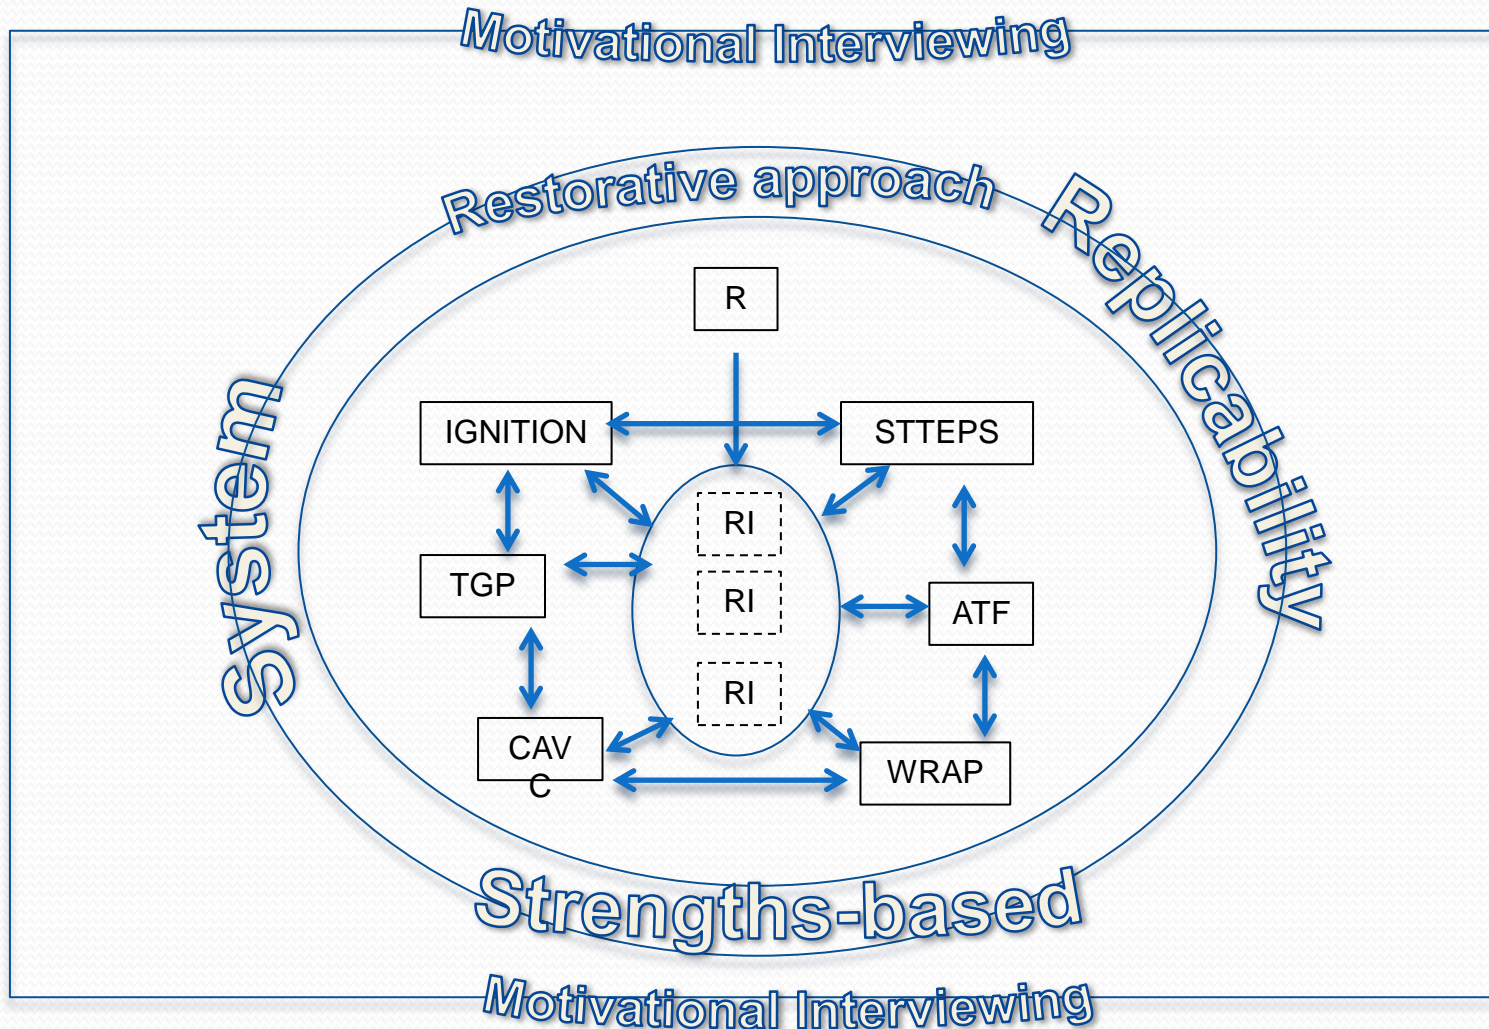 Motivational Interviewing
Restorative approach
Replicability
System
R
IGNITION
STTEPS
RI
TGP
RI
ATF
RI
CAV
C
WRAP
Strengths-based
Motivational Interviewing